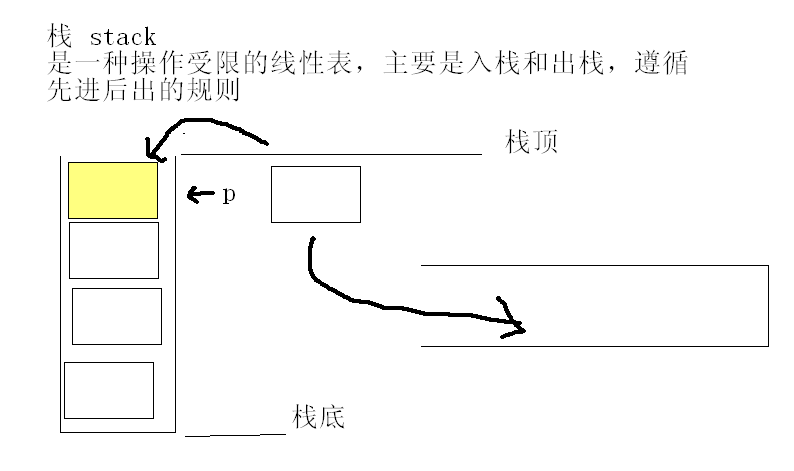 栈 stack
是一种操作受限的线性表，主要是入栈和出栈，遵循
先进后出的规则
栈顶
p
栈底